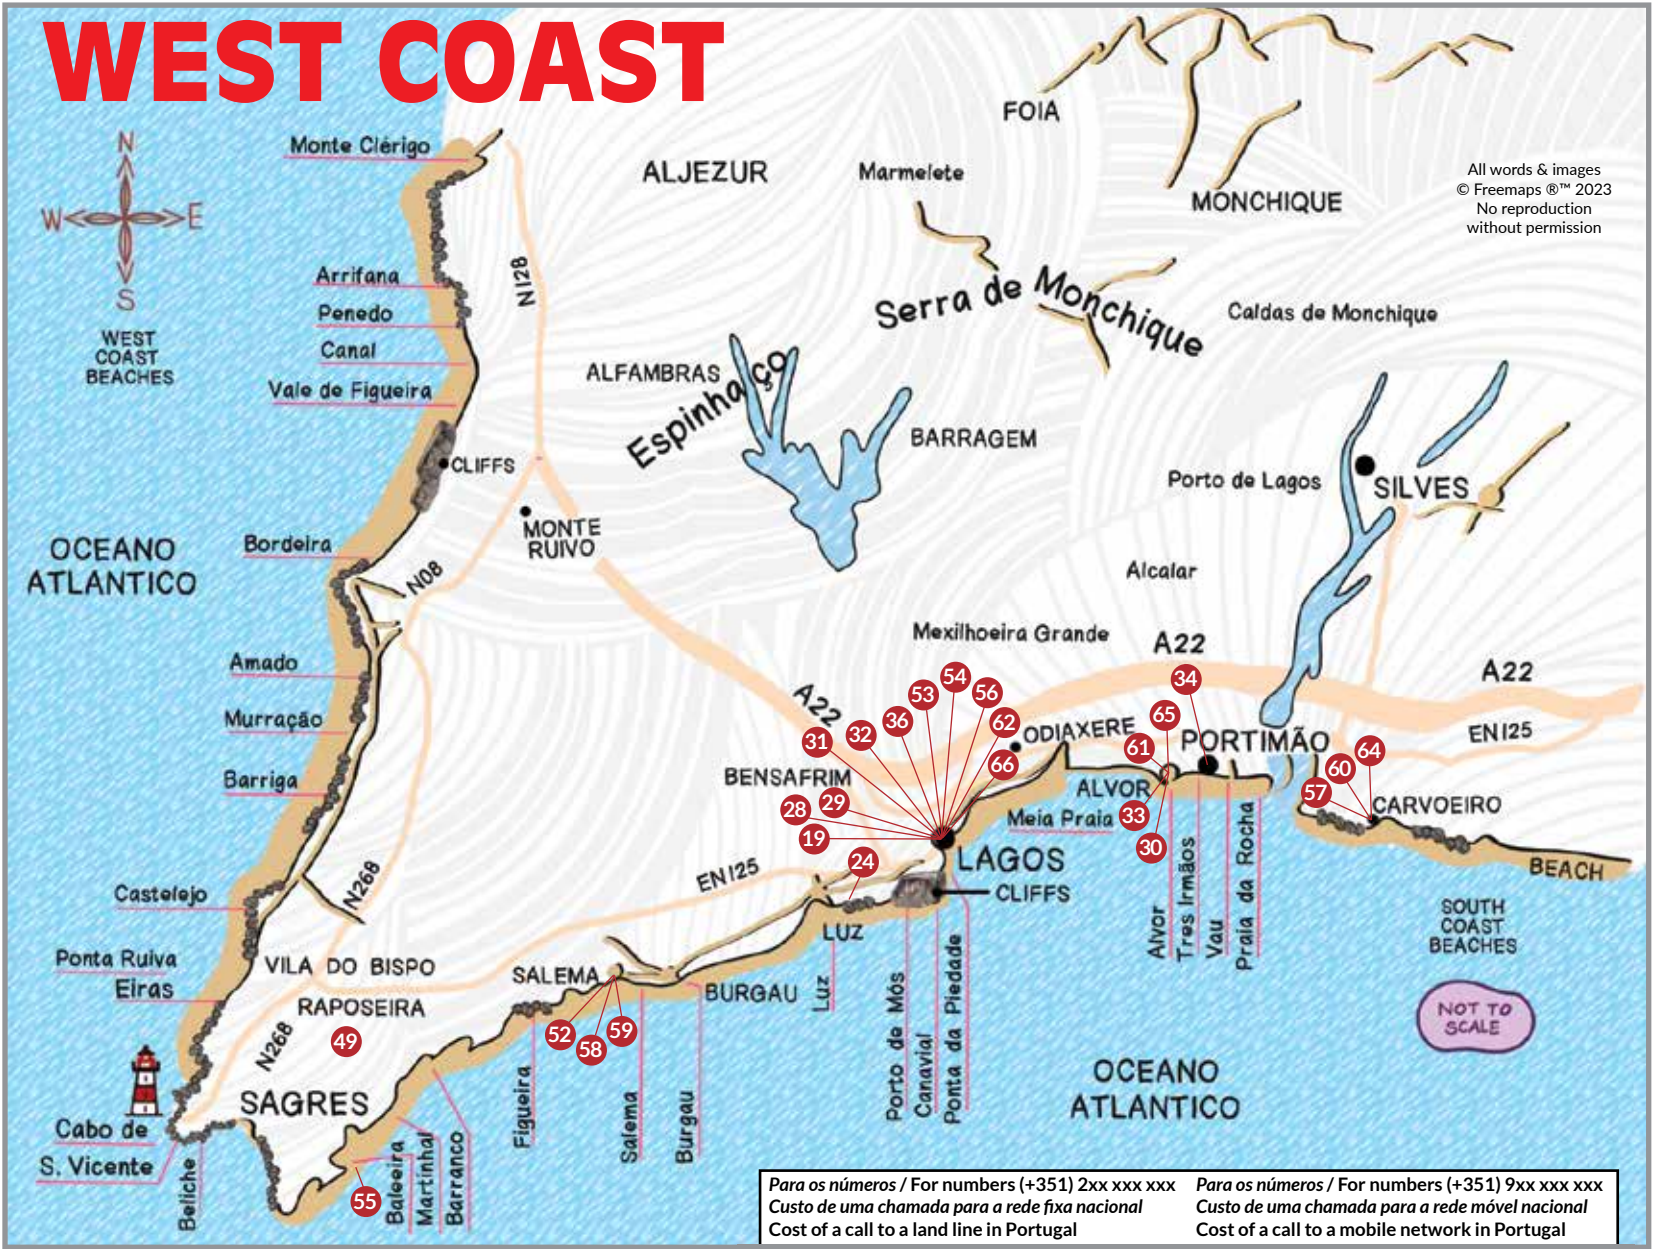 WEST COAST
N
W
E
S
WEST
COAST
BEACHES
Monte Clérigo
Arrifana
Penedo
Canal
Vale de Figueira
CLIFFS
Bordeira
Amado
Murração
Barriga
Castelejo
Ponta Ruiva
Eiras
Cabo de
S. Vicente
OCEANO
ATLANTICO
N128
ALJEZUR
Marmelete
FOIA
MONCHIQUE
All words & images
© Freemaps ®™ 2023
No reproduction
without permission
Serra de Monchique
Caldas de Monchique
ALFAMBRAS
Espinhaço
BARRAGEM
Porto de Lagos
SILVES
MONTE
RUIVO
N08
Alcalar
Mexilhoeira Grande
A22
A22
A22
EN125
34
54
53
56
36
62
32
31
66
65
61
64
60
57
ODIAXERE
PORTIMÃO
BENSAFRIM
28
29
19
24
ALVOR
Meia Praia
33
30
CARVOEIRO
BEACH
LAGOS
CLIFFS
EN125
N268
LUZ
VILA DO BISPO
RAPOSEIRA
49
N268
SAGRES
SALEMA
BURGAU
52
58
59
55
Beliche
Baleeira
Martinhal
Barranco
Figueira
Salema
Burgau
Luz
Porto de Mós
Canavial
Ponta da Piedade
Alvor
Tres Irmãos
Vau
Praia da Rocha
SOUTH
COAST
BEACHES
NOT TO
SCALE
OCEANO
ATLANTICO
Para os números / For numbers (+351) 2xx xxx xxx
Custo de uma chamada para a rede fixa nacional
Cost of a call to a land line in Portugal
Para os números / For numbers (+351) 9xx xxx xxx
Custo de uma chamada para a rede móvel nacional
Cost of a call to a mobile network in Portugal